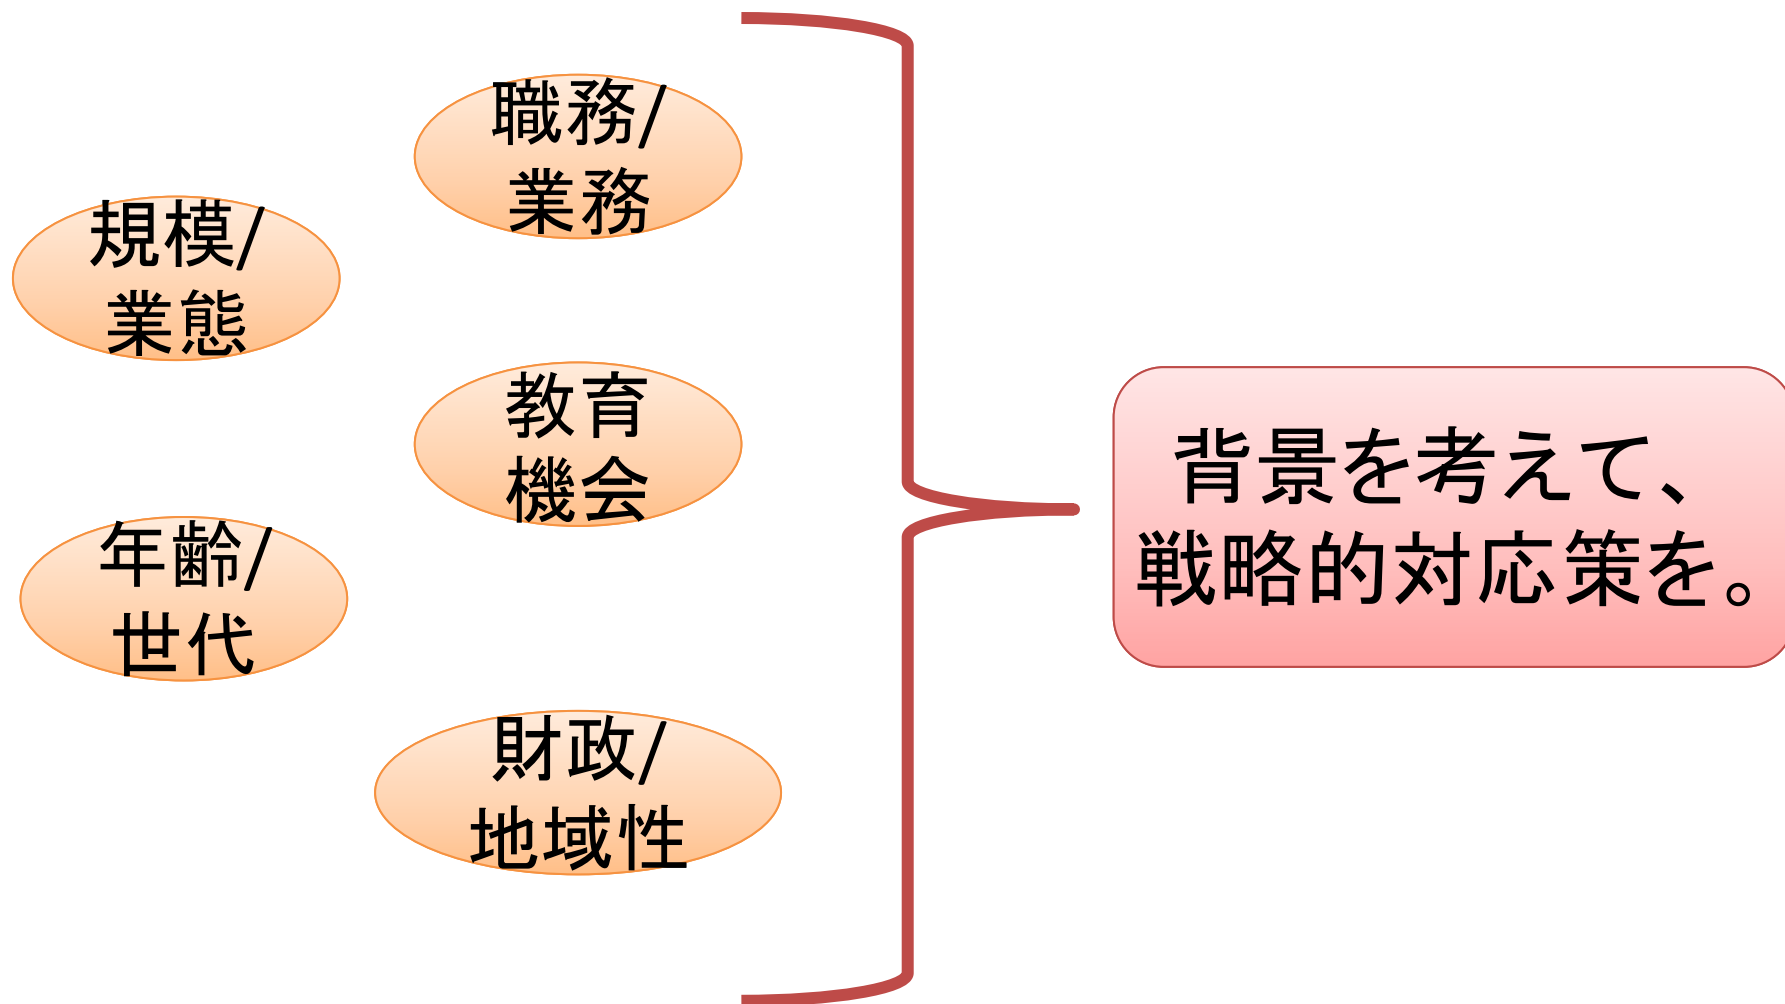 職務/
業務
規模/
業態
教育
機会
年齢/
世代
財政/
地域性
背景を考えて、
戦略的対応策を。